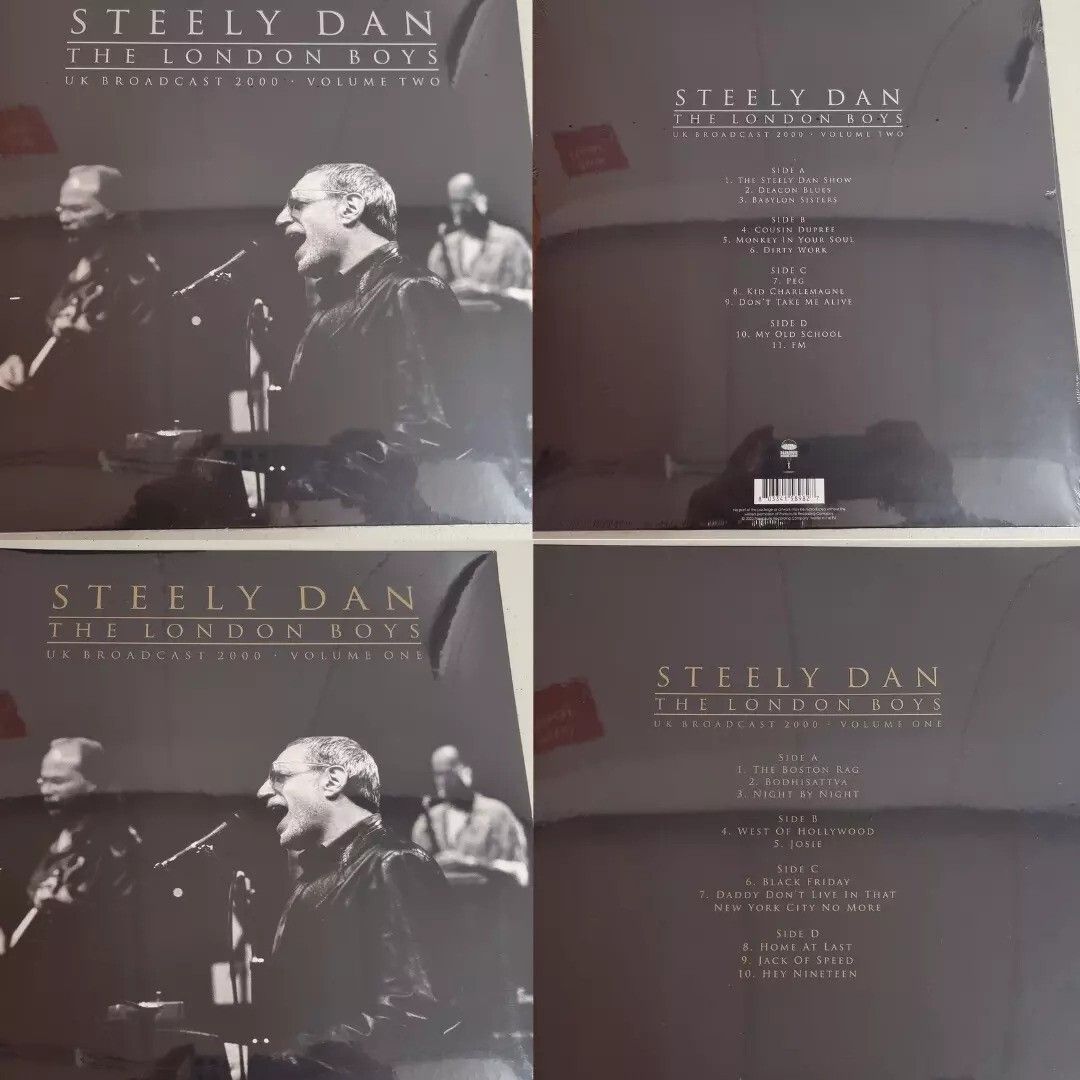 STEELY DAN
THE LONDON BOYS
UK BROADCAST 2000 · VOLUME TWO
STEELY DAN
THE LONDON BOYS
UK BROADCAST 2000 · VOLUME TWO
SIDE A
1. THE STEELY DAN SHOW
2. DEACON BLUES
3. BABYLON SISTERS
SIDE B
4. COUSIN DUPREE
5. MONKEY IN YOUR SOUL
6. DIRTY WORK
SIDE C
7. PEG
8. KID CHARLEMAGNE
9. DON'T TAKE ME ALIVE
SIDE D
10. MY OLD SCHOOL
11. FM
STEELY DAN
THE LONDON BOYS
UK BROADCAST 2000 · VOLUME ONE
STEELY DAN
THE LONDON BOYS
UK BROADCAST 2000 · VOLUME ONE
SIDE A
1. THE BOSTON RAG
2. BODHISATTVA
3. NIGHT BY NIGHT
SIDE B
4. WEST OF HOLLYWOOD
5. JOSIE
SIDE C
6. BLACK FRIDAY
7. DADDY DON'T LIVE IN THAT
NEW YORK CITY NO MORE
SIDE D
8. HOME AT LAST
9. JACK OF SPEED
10. HEY NINETEEN